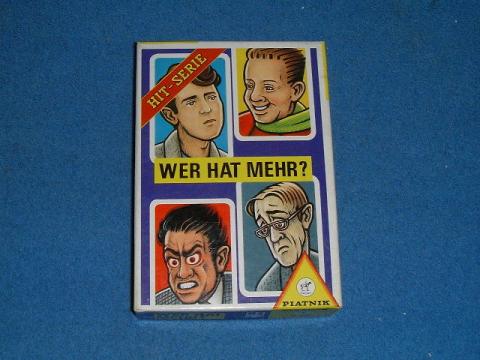 HIT-SERIE
WER HAT MEHR?
PIATNIK